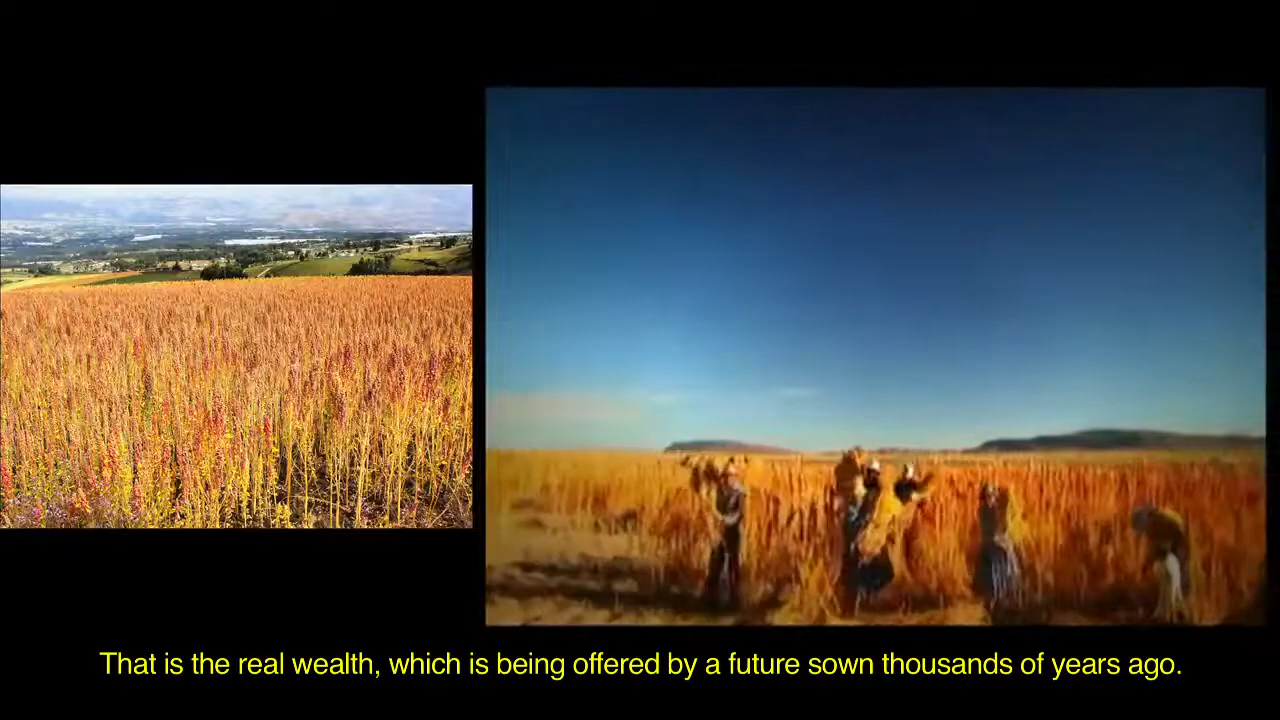 That is the real wealth, which is being offered by a future sown thousands of years ago.